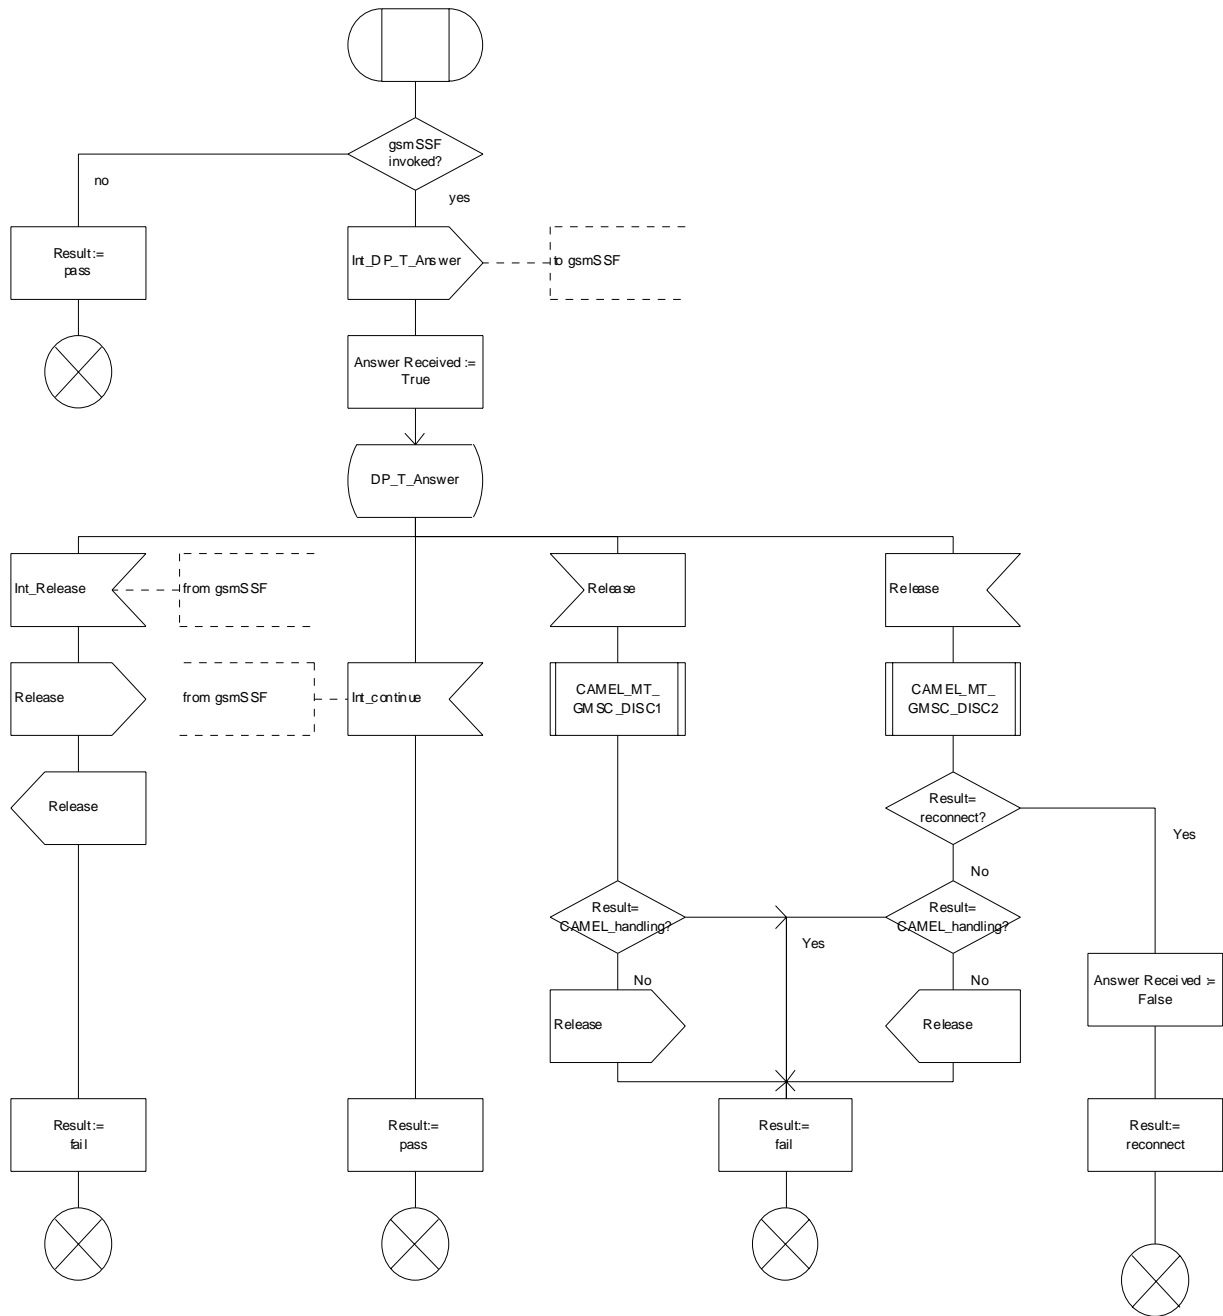 gsmSSF
invoked?
no
yes
Result:=
pass
Int_DP_T_Answer
to gsmSSF
Answer Received :=
True
DP_T_Answer
Int_Release
from gsmSSF
Release
Release
Release
from gsmSSF
Int_continue
CAMEL_MT_
GMSC_DISC1
CAMEL_MT_
GMSC_DISC2
Release
Result=
reconnect?
Yes
No
Result=
CAMEL_handling?
Yes
Result=
CAMEL_handling?
No
No
Answer Received :=
False
Release
Release
Result:=
fail
Result:=
pass
Result:=
fail
Result:=
reconnect